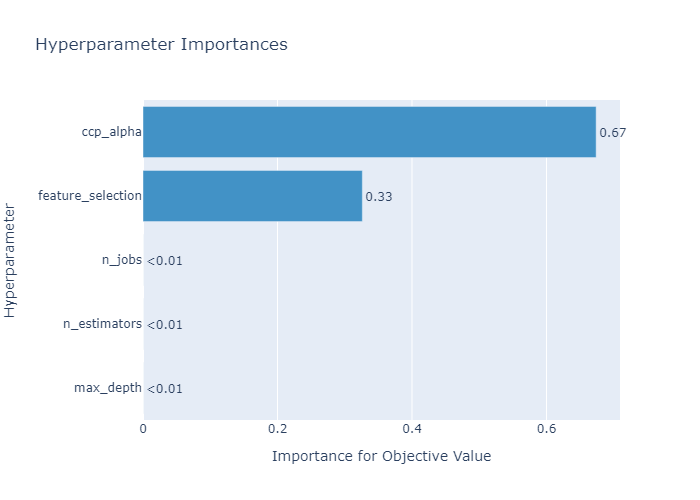 Hyperparameter Importances
Hyperparameter
ccp_alpha 0.67
feature_selection 0.33
n_jobs <0.01
n_estimators <0.01
max_depth <0.01
0 0.2 0.4 0.6
Importance for Objective Value